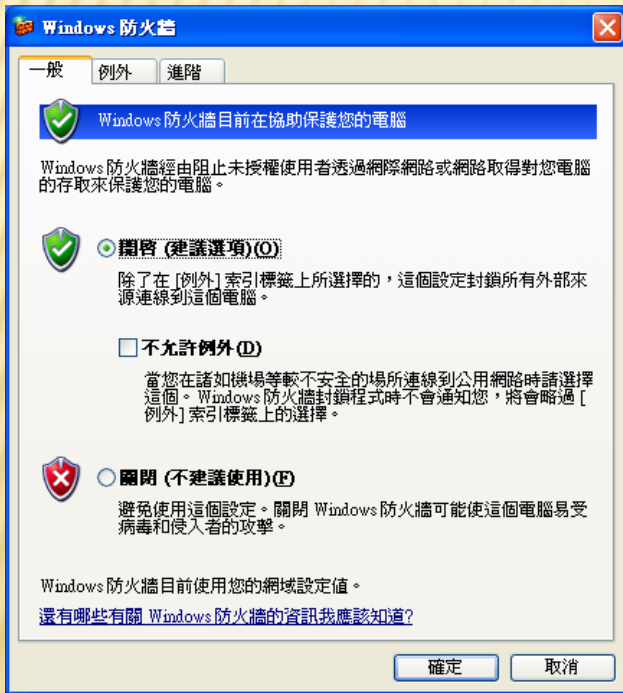 Windows 防火牆
一般 例外 進階
Windows 防火牆目前在協助保護您的電腦
Windows 防火牆經由阻止未授權使用者透過網際網路或網路取得對您電腦
的存取來保護您的電腦。
開啓 (建議選項)(O)
除了在 [例外] 索引標籤上所選擇的，這個設定封鎖所有外部來
源連線到這個電腦。
不允許例外(D)
當您在諸如機場等較不安全的場所連線到公用網路時請選擇
這個。Windows 防火牆封鎖程式時不會通知您，將會略過 [
例外] 索引標籤上的選擇。
關閉 (不建議使用)(F)
避免使用這個設定。關閉 Windows 防火牆可能使這個電腦易受
病毒和侵入者的攻擊。
Windows 防火牆目前使用您的網域設定值。
還有哪些有關 Windows 防火牆的資訊我應該知道?
確定 取消